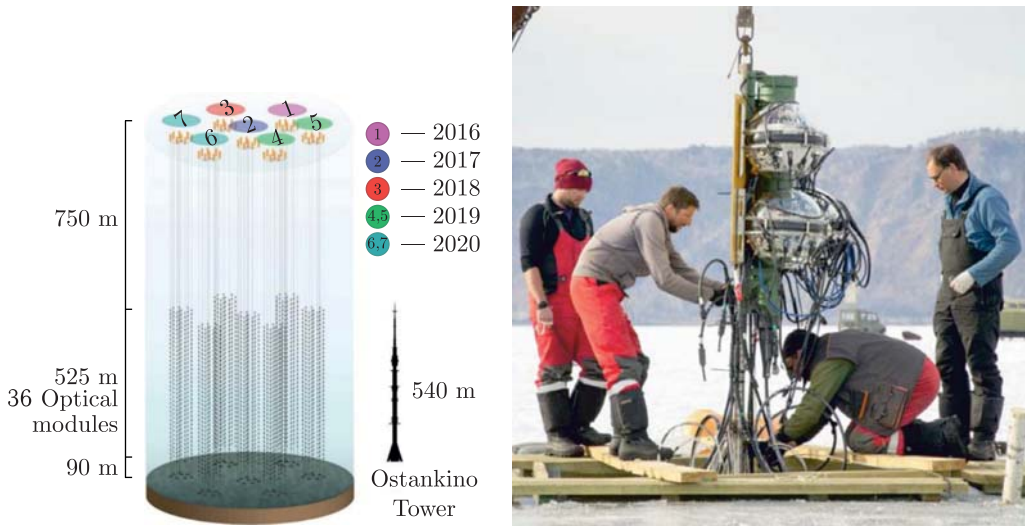 7
3
1
2
5
6
4
1 — 2016
2 — 2017
3 — 2018
4,5 — 2019
6,7 — 2020
750 m
525 m
36 Optical
modules
90 m
540 m
Ostankino
Tower